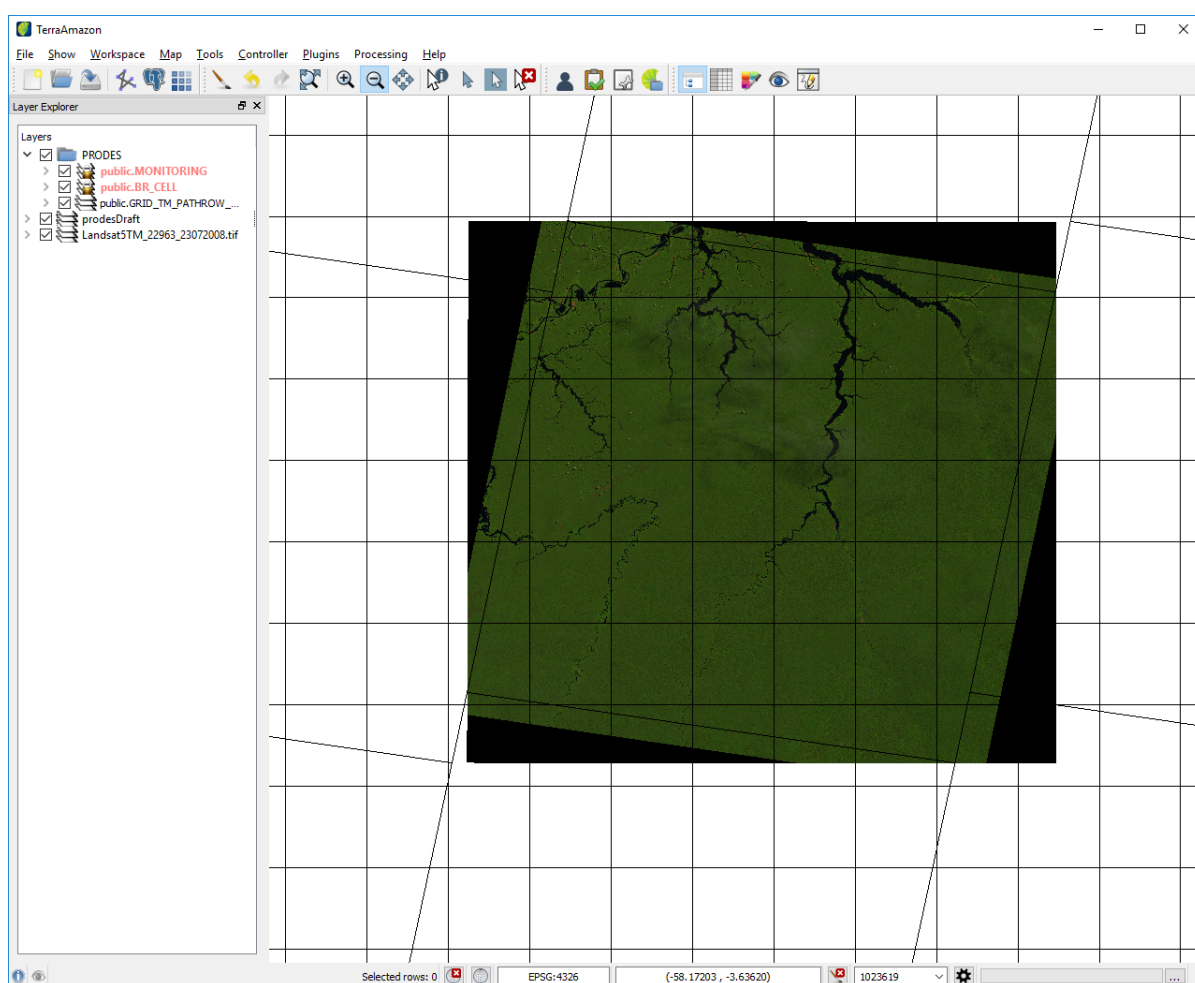 TerraAmazon
File Show Workspace Map Tools Controller Plugins Processing Help
Layer Explorer
Layers
PRODES
public.MONITORING
public.BR_CELL
public.GRID_TM_PATHROW_...
prodesDraft
Landsat5TM_22963_23072008.tif
Selected rows: 0 EPSG:4326 (-58.17203 , -3.63620) 1023619 ...